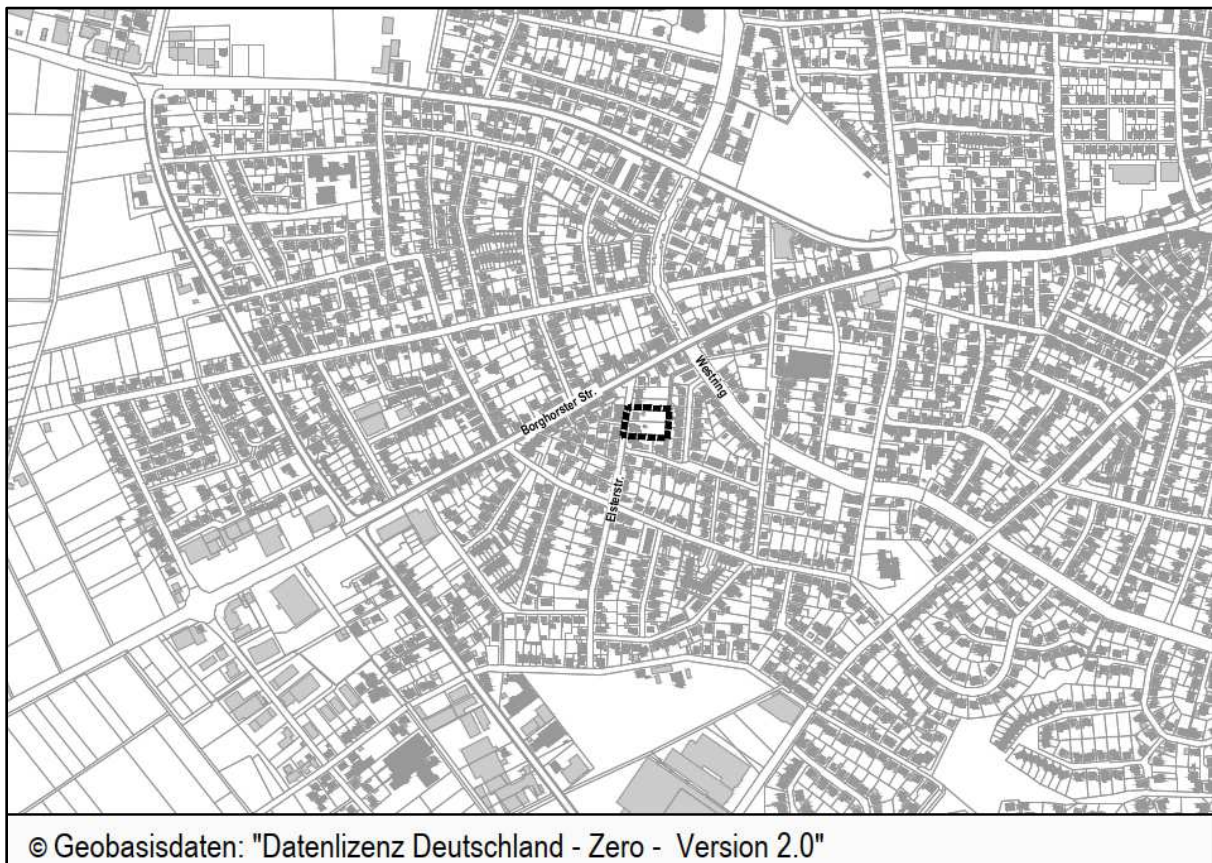 Westring
Borghorster Str.
Elsterstr.
© Geobasisdaten: "Datenlizenz Deutschland - Zero - Version 2.0"